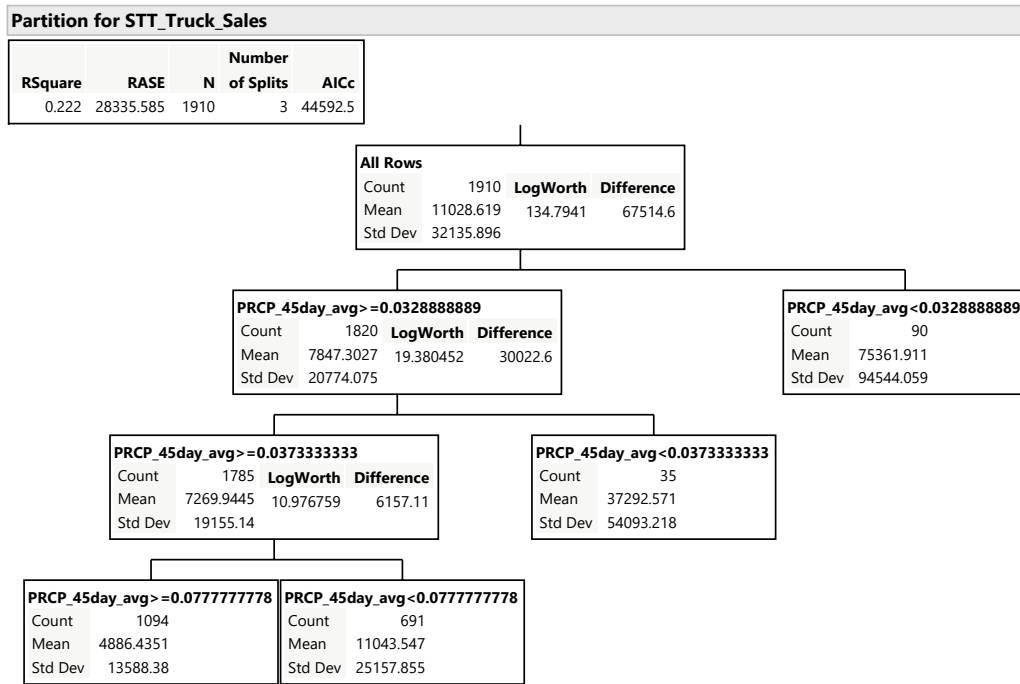 Partition for STT_Truck_Sales
Number
RSquare RASE N of Splits AICc
0.222 28335.585 1910 3 44592.5
All Rows
Count 1910 LogWorth Difference
Mean 11028.619 134.7941 67514.6
Std Dev 32135.896
PRCP_45day_avg>=0.0328888889
Count 1820 LogWorth Difference
Mean 7847.3027 19.380452 30022.6
Std Dev 20774.075
PRCP_45day_avg<0.0328888889
Count 90
Mean 75361.911
Std Dev 94544.059
PRCP_45day_avg>=0.0373333333
Count 1785 LogWorth Difference
Mean 7269.9445 10.976759 6157.11
Std Dev 19155.14
PRCP_45day_avg<0.0373333333
Count 35
Mean 37292.571
Std Dev 54093.218
PRCP_45day_avg>=0.0777777778
Count 1094
Mean 4886.4351
Std Dev 13588.38
PRCP_45day_avg<0.0777777778
Count 691
Mean 11043.547
Std Dev 25157.855